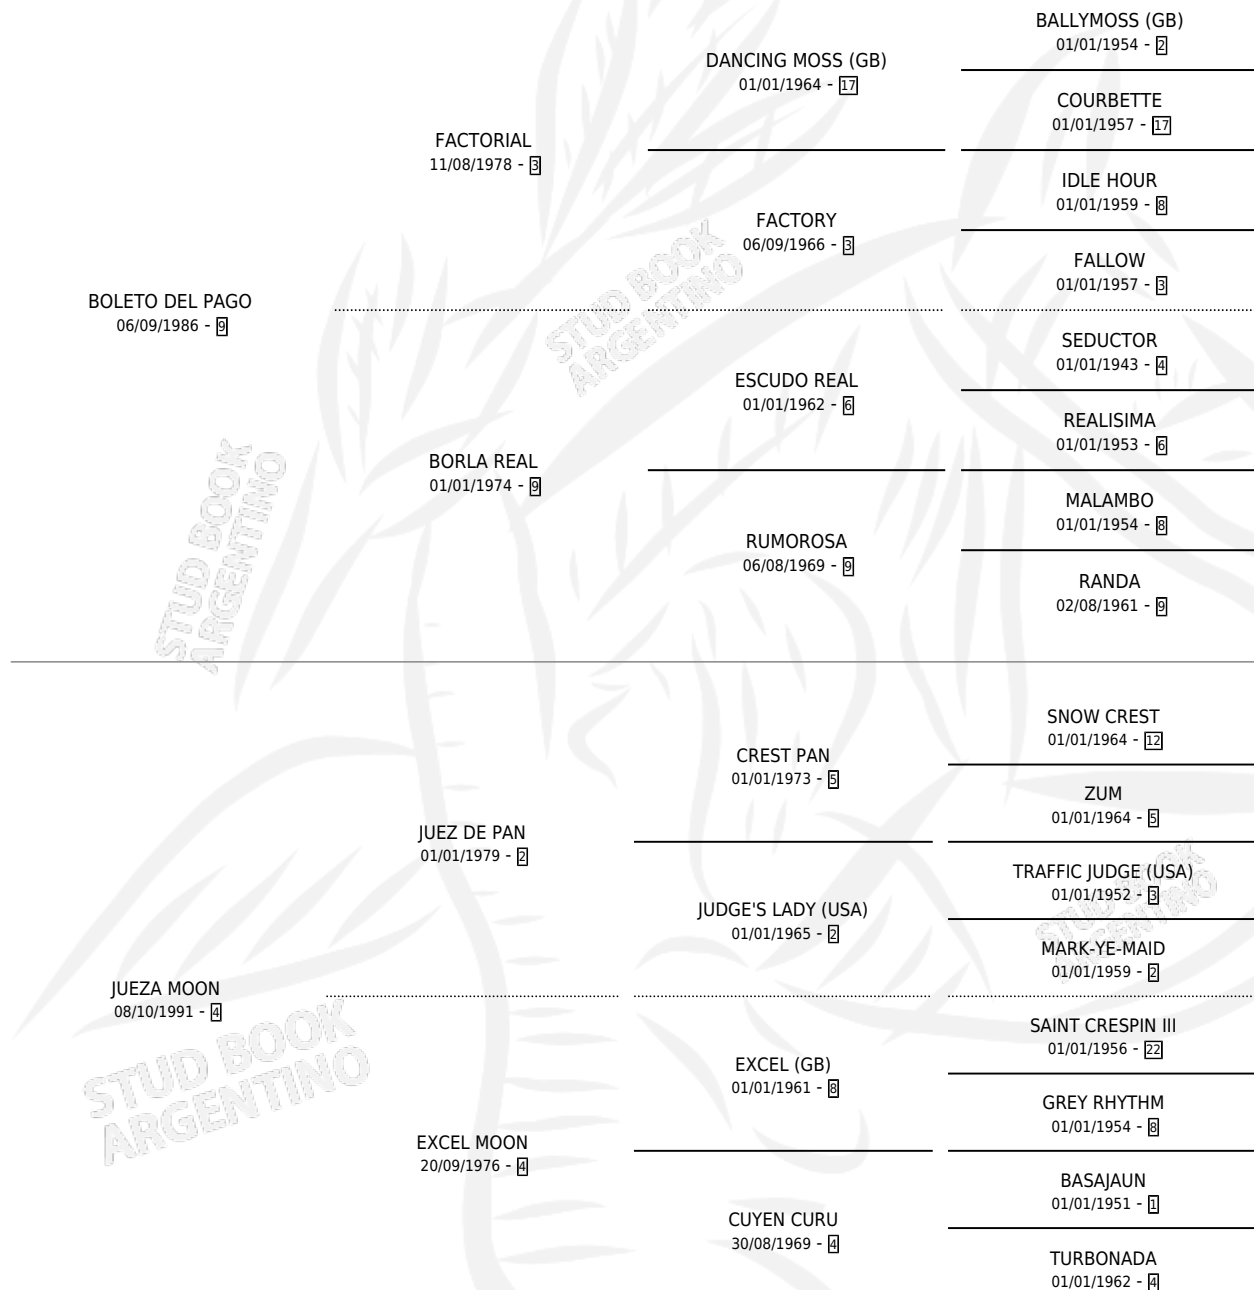 BALLYMOSS (GB)
01/01/1954 - 2
DANCING MOSS (GB)
01/01/1964 - 17
COURBETTE
01/01/1957 - 17
FACTORIAL
11/08/1978 - 3
IDLE HOUR
01/01/1959 - 8
FACTORY
06/09/1966 - 3
FALLOW
01/01/1957 - 3
BOLETO DEL PAGO
06/09/1986 - 9
SEDUCTOR
01/01/1943 - 4
ESCUDO REAL
01/01/1962 - 6
REALISIMA
01/01/1953 - 6
BORLA REAL
01/01/1974 - 9
MALAMBO
01/01/1954 - 8
RUMOROSA
06/08/1969 - 9
RANDA
02/08/1961 - 9
STUD BOOK
ARGENTINO
STUD BOOK
ARGENTINO
SNOW CREST
01/01/1964 - 12
CREST PAN
01/01/1973 - 5
ZUM
01/01/1964 - 5
JUEZ DE PAN
01/01/1979 - 2
TRAFFIC JUDGE (USA)
01/01/1952 - 3
JUDGE'S LADY (USA)
01/01/1965 - 2
MARK-YE-MAID
01/01/1959 - 2
STUD BOOK
ARGENTINO
JUEZA MOON
08/10/1991 - 4
SAINT CRESPIN III
01/01/1956 - 22
EXCEL (GB)
01/01/1961 - 8
GREY RHYTHM
01/01/1954 - 8
EXCEL MOON
20/09/1976 - 4
BASAJAUN
01/01/1951 - 1
CUYEN CURU
30/08/1969 - 4
TURBONADA
01/01/1962 - 4
STUD BOOK
ARGENTINO